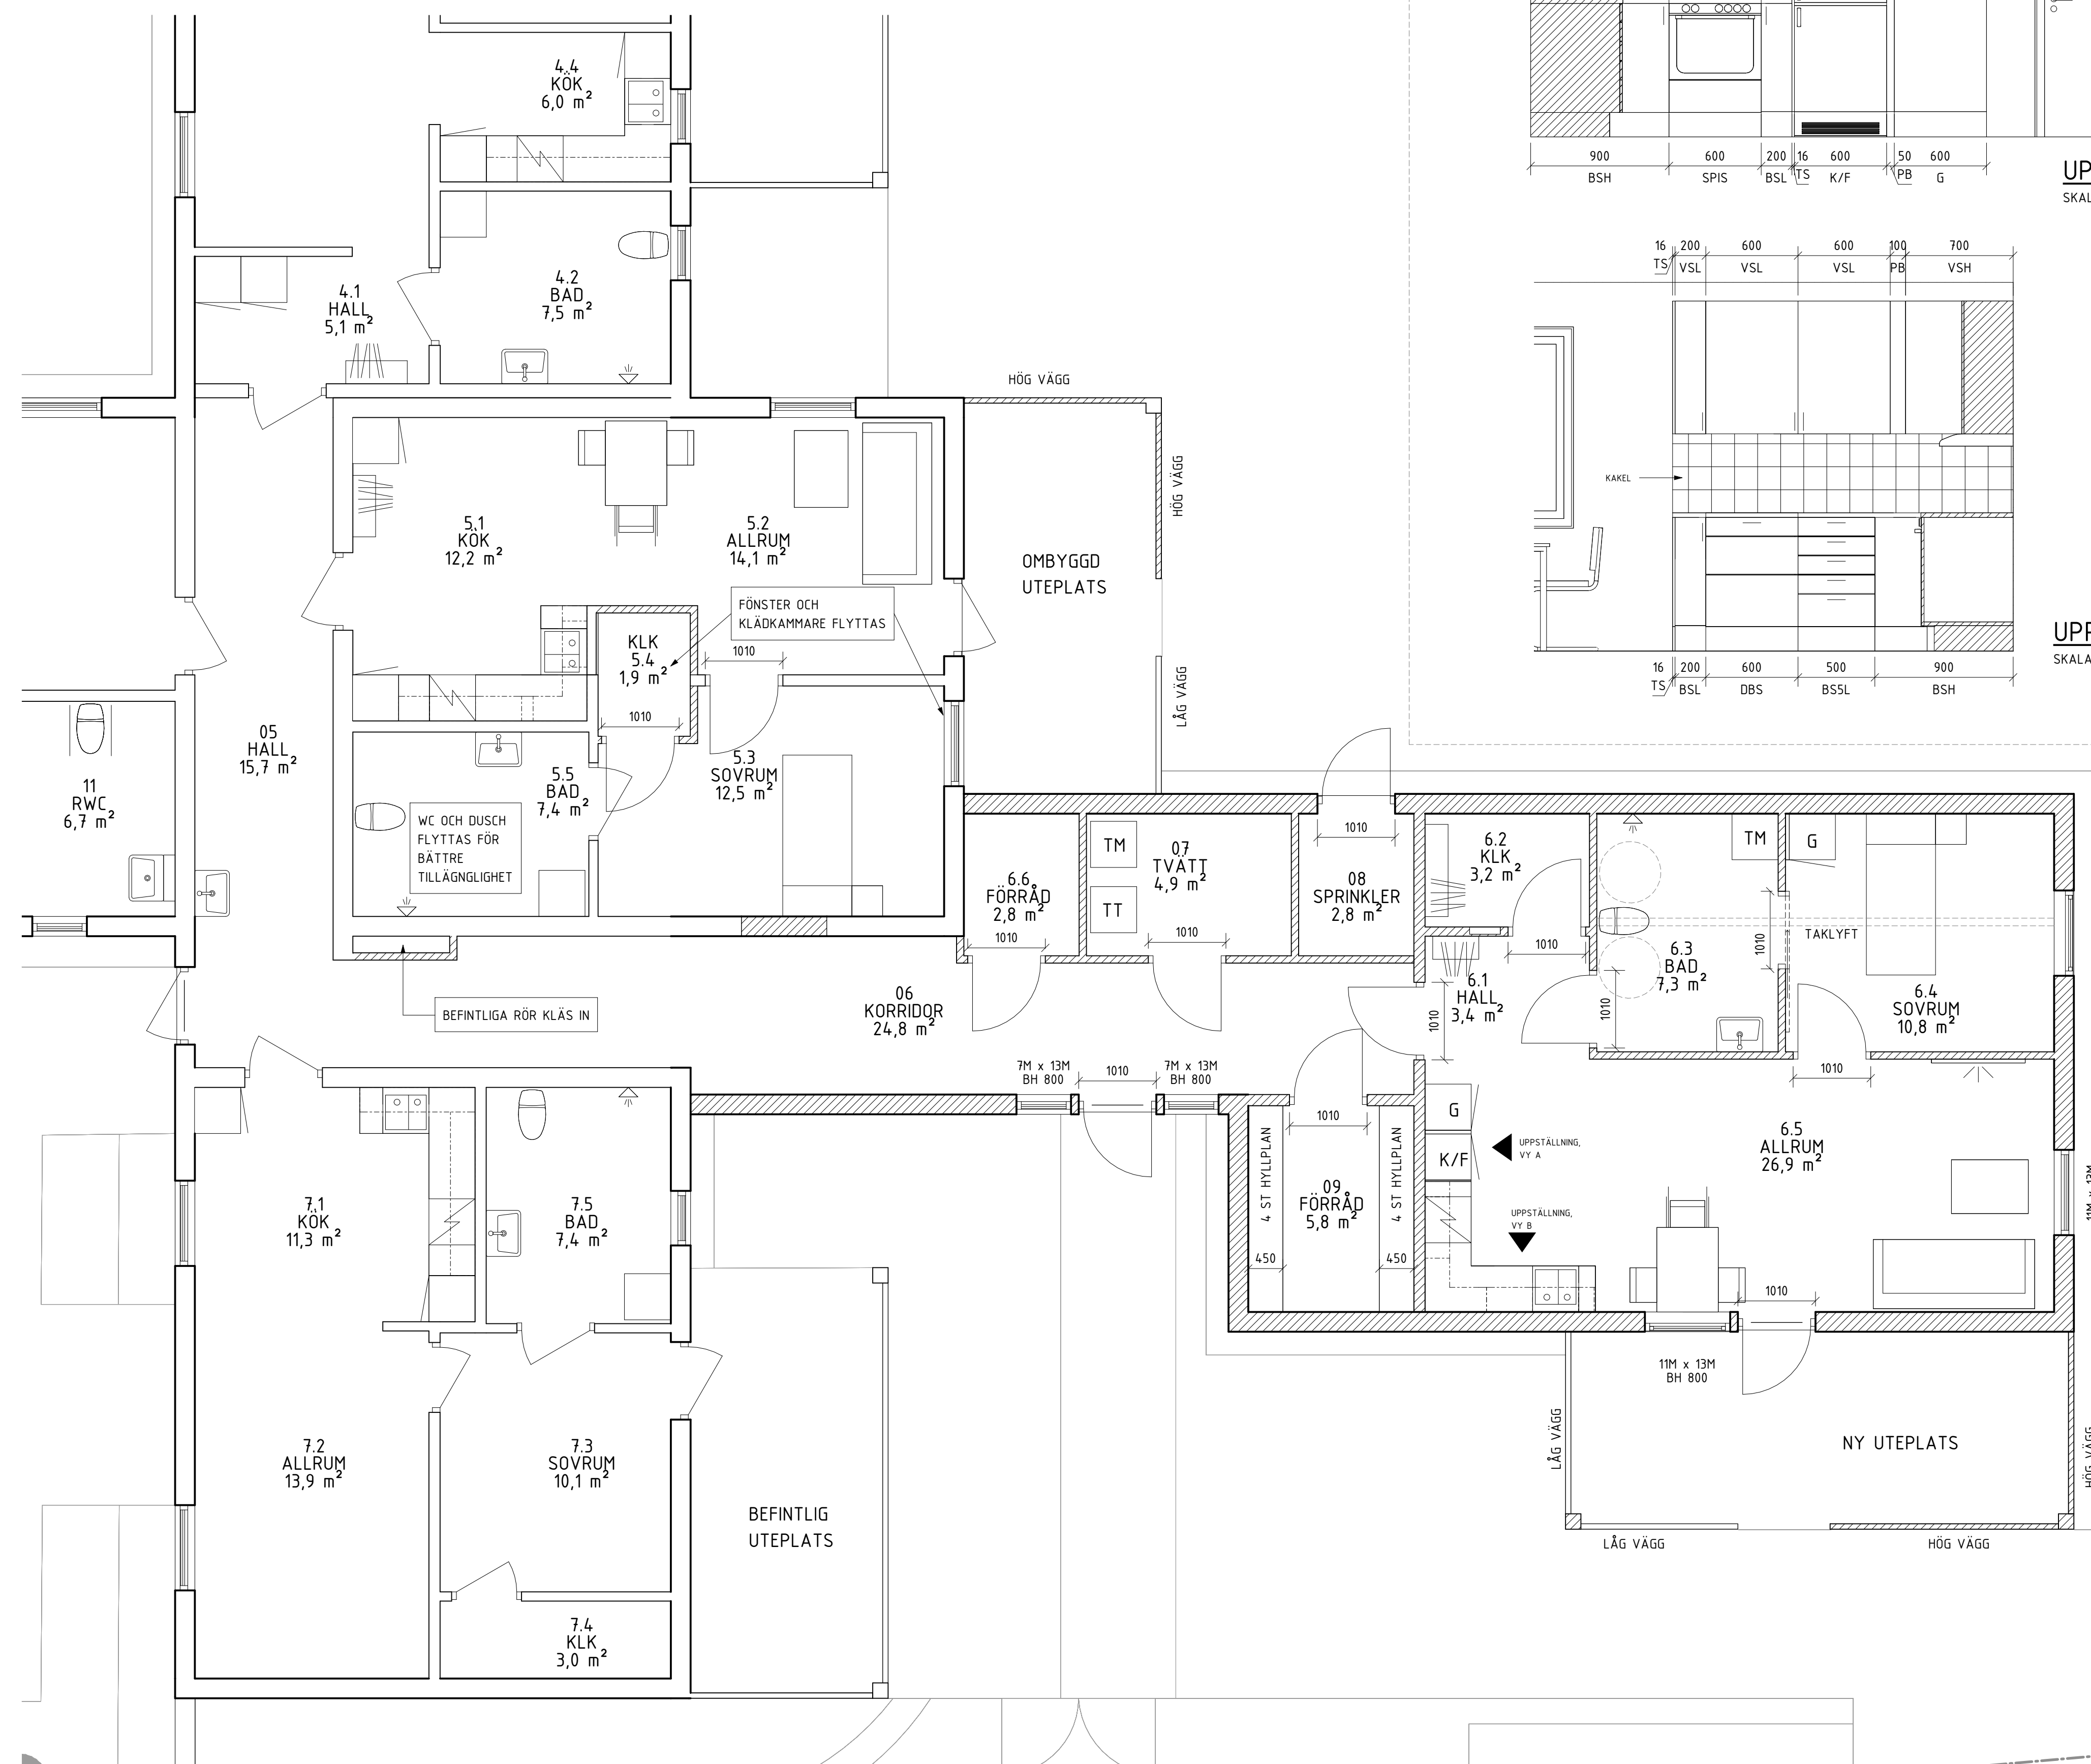 4.4
KÖK
6,0 m²
4.2
BAD
7,5 m²
4.1
HALL
5,1 m²
HÖG VÄGG
HÖG VÄGG
LÅG VÄGG
5.1
KÖK
12,2 m²
5.2
ALLRUM
14,1 m²
OMBYGGD
UTEPLATS
FÖNSTER OCH
KLÄDKAMMARE FLYTTAS
KLK
5.4
1,9 m²
1010
1010
05
HALL
15,7 m²
11
RWC
6,7 m²
5.5
BAD
7,4 m²
5.3
SOVRUM
12,5 m²
WC OCH DUSCH
FLYTTAS FÖR
BÄTTRE
TILLÄGNGLIGHET
BEFINTLIGA RÖR KLÄS IN
06
KORRIDOR
24,8 m²
6.6
FÖRRÅD
2,8 m²
1010
TM
TT
07
TVÄTT
4,9 m²
1010
1010
08
SPRINKLER
2,8 m²
6.2
KLK
3,2 m²
1010
6.1
HALL
3,4 m²
1010
1010
TM
G
6.3
BAD
7,3 m²
1010
TAKLYFT
6.4
SOVRUM
10,8 m²
1010
7M x 13M
BH 800
1010
7M x 13M
BH 800
4 ST HYLLPLAN
1010
4 ST HYLLPLAN
09
FÖRRÅD
5,8 m²
450
450
G
K/F
UPPSTÄLLNING,
VY A
UPPSTÄLLNING,
VY B
6.5
ALLRUM
26,9 m²
1010
11M x 13M
11M x 13M
BH 800
LÅG VÄGG
NY UTEPLATS
HÖG VÄGG
LÅG VÄGG
HÖG VÄGG
7.1
KÖK
11,3 m²
7.5
BAD
7,4 m²
7.2
ALLRUM
13,9 m²
7.3
SOVRUM
10,1 m²
7.4
KLK
3,0 m²
BEFINTLIG
UTEPLATS
900 600 200 16 600 50 600
BSH SPIS BSL TS K/F PB G
UP
SKAL
16 200 600 600 100 700
TS VSL VSL VSL PB VSH
KAKEL
16 200 600 500 900
TS BSL DBS BS5L BSH
UPP
SKALA